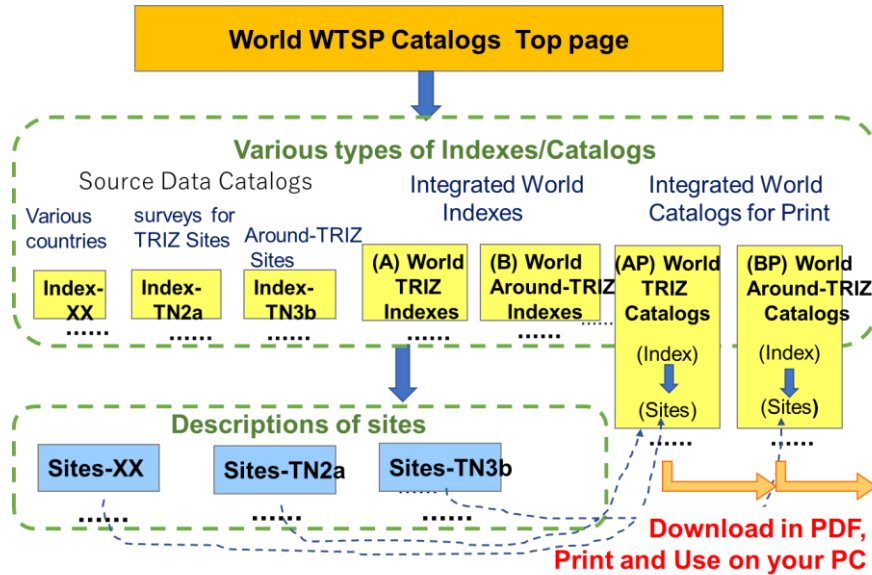 World WTSP Catalogs Top page
Various types of Indexes/Catalogs
Source Data Catalogs
Integrated World
Indexes
Integrated World
Catalogs for Print
Various
countries
surveys for
TRIZ Sites
Around-TRIZ
Sites
Index-
XX
......
Index-
TN2a
......
Index-
TN3b
......
(A) World
TRIZ
Indexes
......
(B) World
Around-TRIZ
Indexes
......
......
(AP) World
TRIZ
Catalogs
(Index)
(Sites)
......
(BP) World
Around-TRIZ
Catalogs
(Index)
(Sites)
......
Descriptions of sites
Sites-XX
......
Sites-TN2a
......
Sites-TN3b
......
......
Download in PDF,
Print and Use on your PC